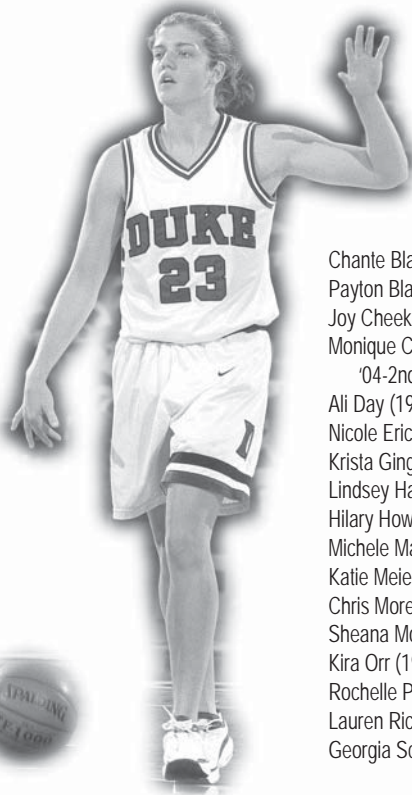 DUKE
23
Chante Bla
Payton Bla
Joy Cheek
Monique C
'04-2nd
Ali Day (19
Nicole Eric
Krista Ging
Lindsey Ha
Hilary How
Michele Ma
Katie Meie
Chris More
Sheana Mo
Kira Orr (19
Rochelle P
Lauren Ric
Georgia Sc
SPALDING